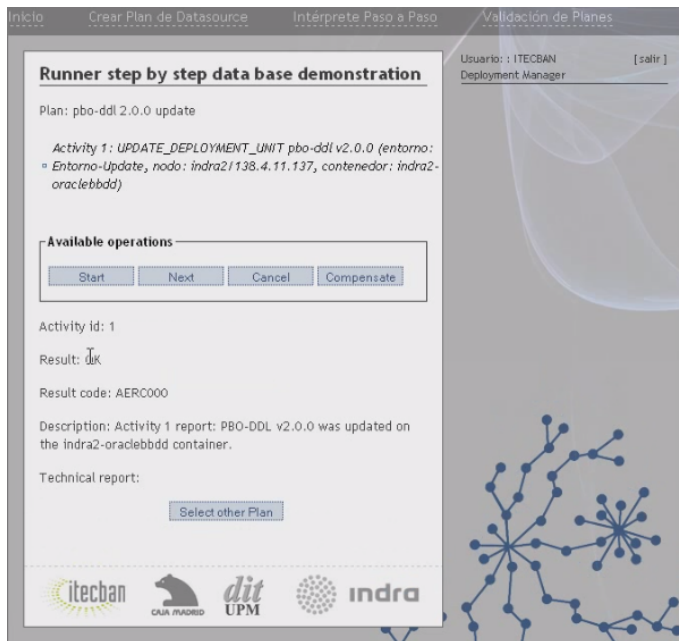 Inicio Crear Plan de Datasource Intérprete Paso a Paso Validación de Planes
Runner step by step data base demonstration
Usuario: : ITECBAN [ salir ]
Deployment Manager
Plan: pbo-ddl 2.0.0 update
Activity 1: UPDATE_DEPLOYMENT_UNIT pbo-ddl v2.0.0 (entorno:
Entorno-Update, nodo: indra2/138.4.11.137, contenedor: indra2-
oraclebbdd)
Available operations
Start Next Cancel Compensate
Activity id: 1
Result: OK
Result code: AERC000
Description: Activity 1 report: PBO-DDL v2.0.0 was updated on
the indra2-oraclebbdd container.
Technical report:
Select other Plan
itecban CAJA MADRID dit UPM indra